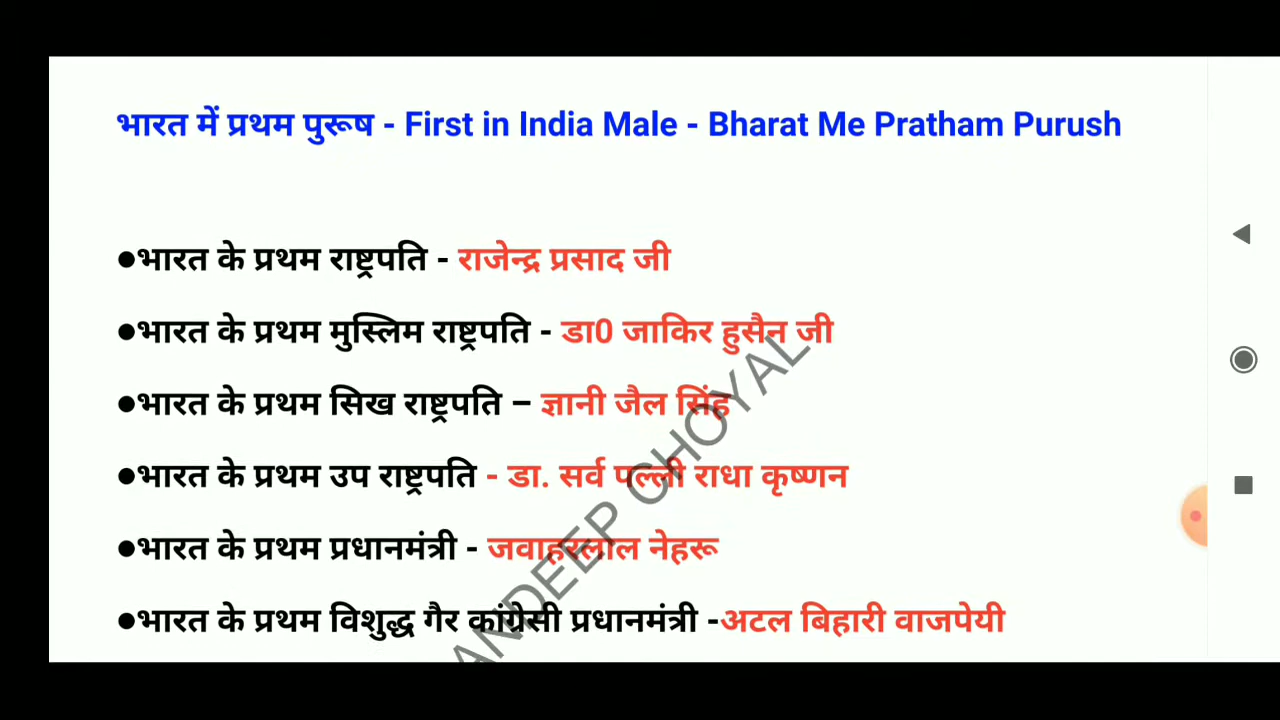 भारत में प्रथम पुरूष - First in India Male - Bharat Me Pratham Purush
●भारत के प्रथम राष्ट्रपति - राजेन्द्र प्रसाद जी
●भारत के प्रथम मुस्लिम राष्ट्रपति - डा0 जाकिर हुसैन जी
●भारत के प्रथम सिख राष्ट्रपति – ज्ञानी जैल सिंह
●भारत के प्रथम उप राष्ट्रपति - डा. सर्व पल्ली राधा कृष्णन
●भारत के प्रथम प्रधानमंत्री - जवाहरलाल नेहरू
●भारत के प्रथम विशुद्ध गैर कांग्रेसी प्रधानमंत्री -अटल बिहारी वाजपेयी
ANDEEP CHOYAL